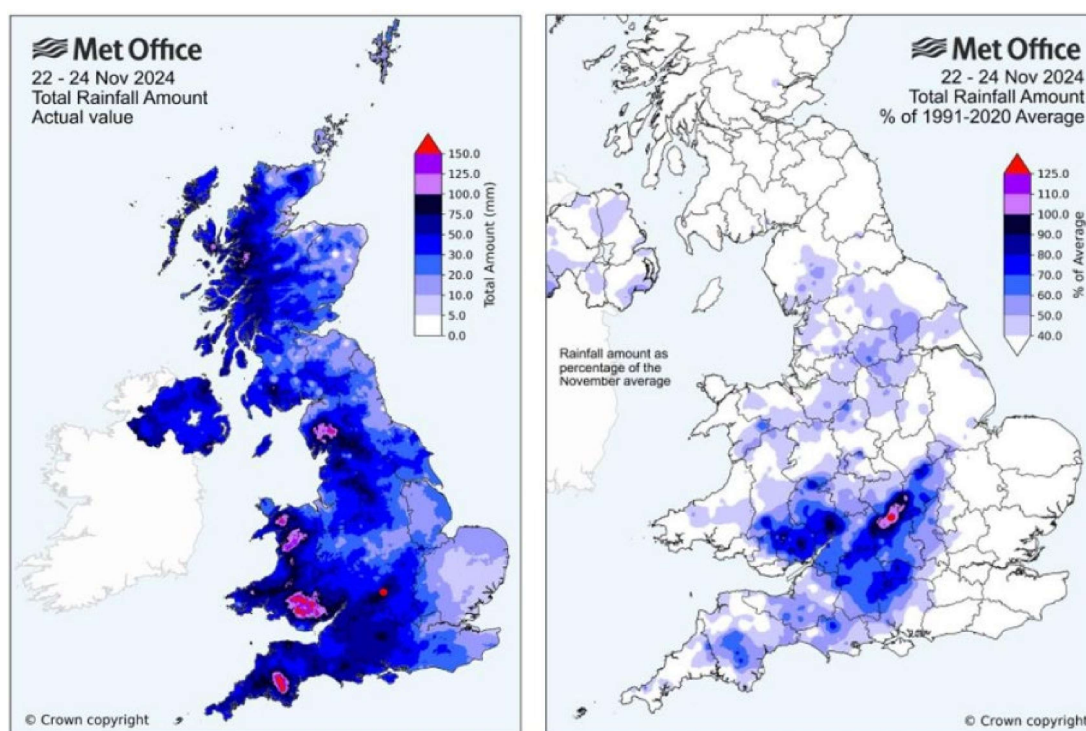 Met Office
22 - 24 Nov 2024
Total Rainfall Amount
Actual value
150.0
125.0
100.0
75.0
50.0
30.0
20.0
10.0
5.0
0.0
Total Amount (mm)
© Crown copyright
Met Office
22 - 24 Nov 2024
Total Rainfall Amount
% of 1991-2020 Average
125.0
110.0
100.0
90.0
80.0
70.0
60.0
50.0
40.0
% of Average
Rainfall amount as
percentage of the
November average
© Crown copyright